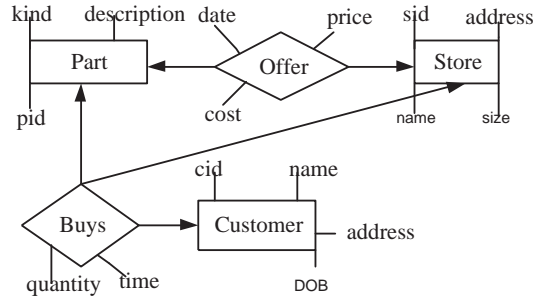 kind description date price sid address
Part Offer Store
pid cost name size
cid name
Buys Customer address
quantity time DOB